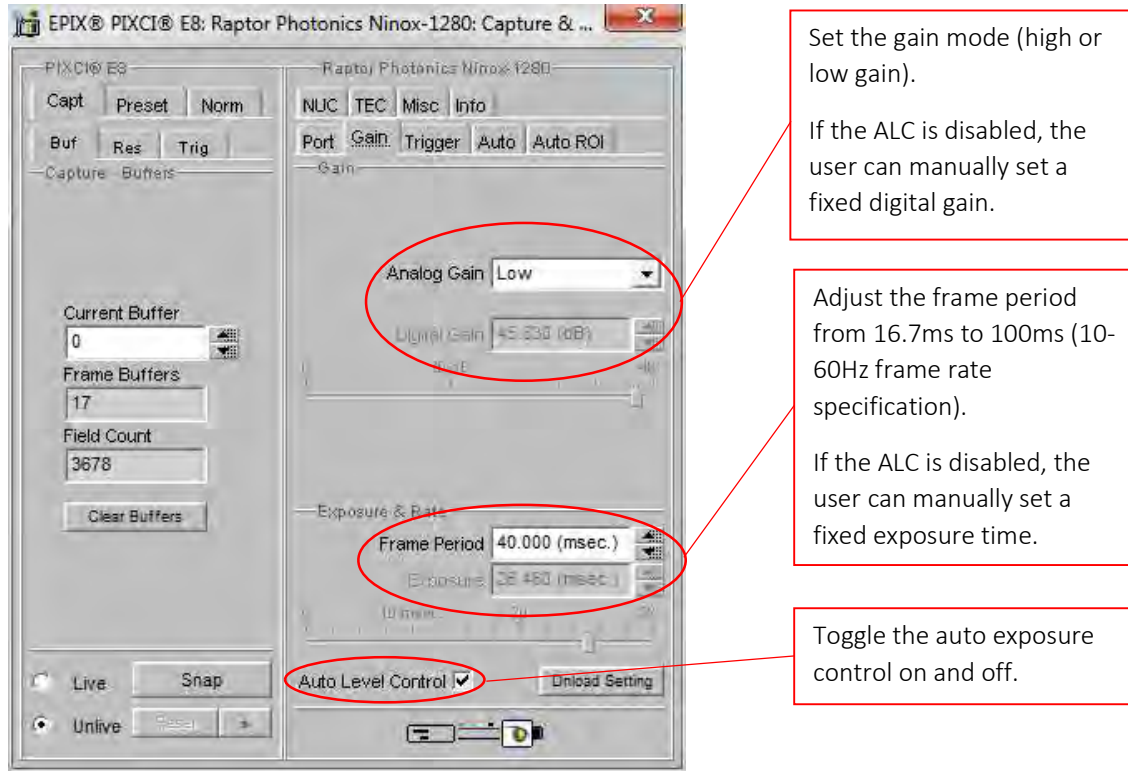 EPIX® PIXCI® E8: Raptor Photonics Ninox-1280: Capture & ...
PIXCI® E8
Capt Preset Norm
Buf Res Trig
Capture Buffers
Current Buffer
0
Frame Buffers
17
Field Count
3678
Clear Buffers
Live Snap
Unlive Reset »
Raptor Photonics Ninox-1280
NUC TEC Misc Info
Port Gain Trigger Auto Auto ROI
Gain
Analog Gain Low
Digital Gain (dB)
Exposure & Rate
Frame Period 40.000 (msec.)
Exposure (msec.)
Auto Level Control Dnload Setting
Set the gain mode (high or
low gain).
If the ALC is disabled, the
user can manually set a
fixed digital gain.
Adjust the frame period
from 16.7ms to 100ms (10-
60Hz frame rate
specification).
If the ALC is disabled, the
user can manually set a
fixed exposure time.
Toggle the auto exposure
control on and off.